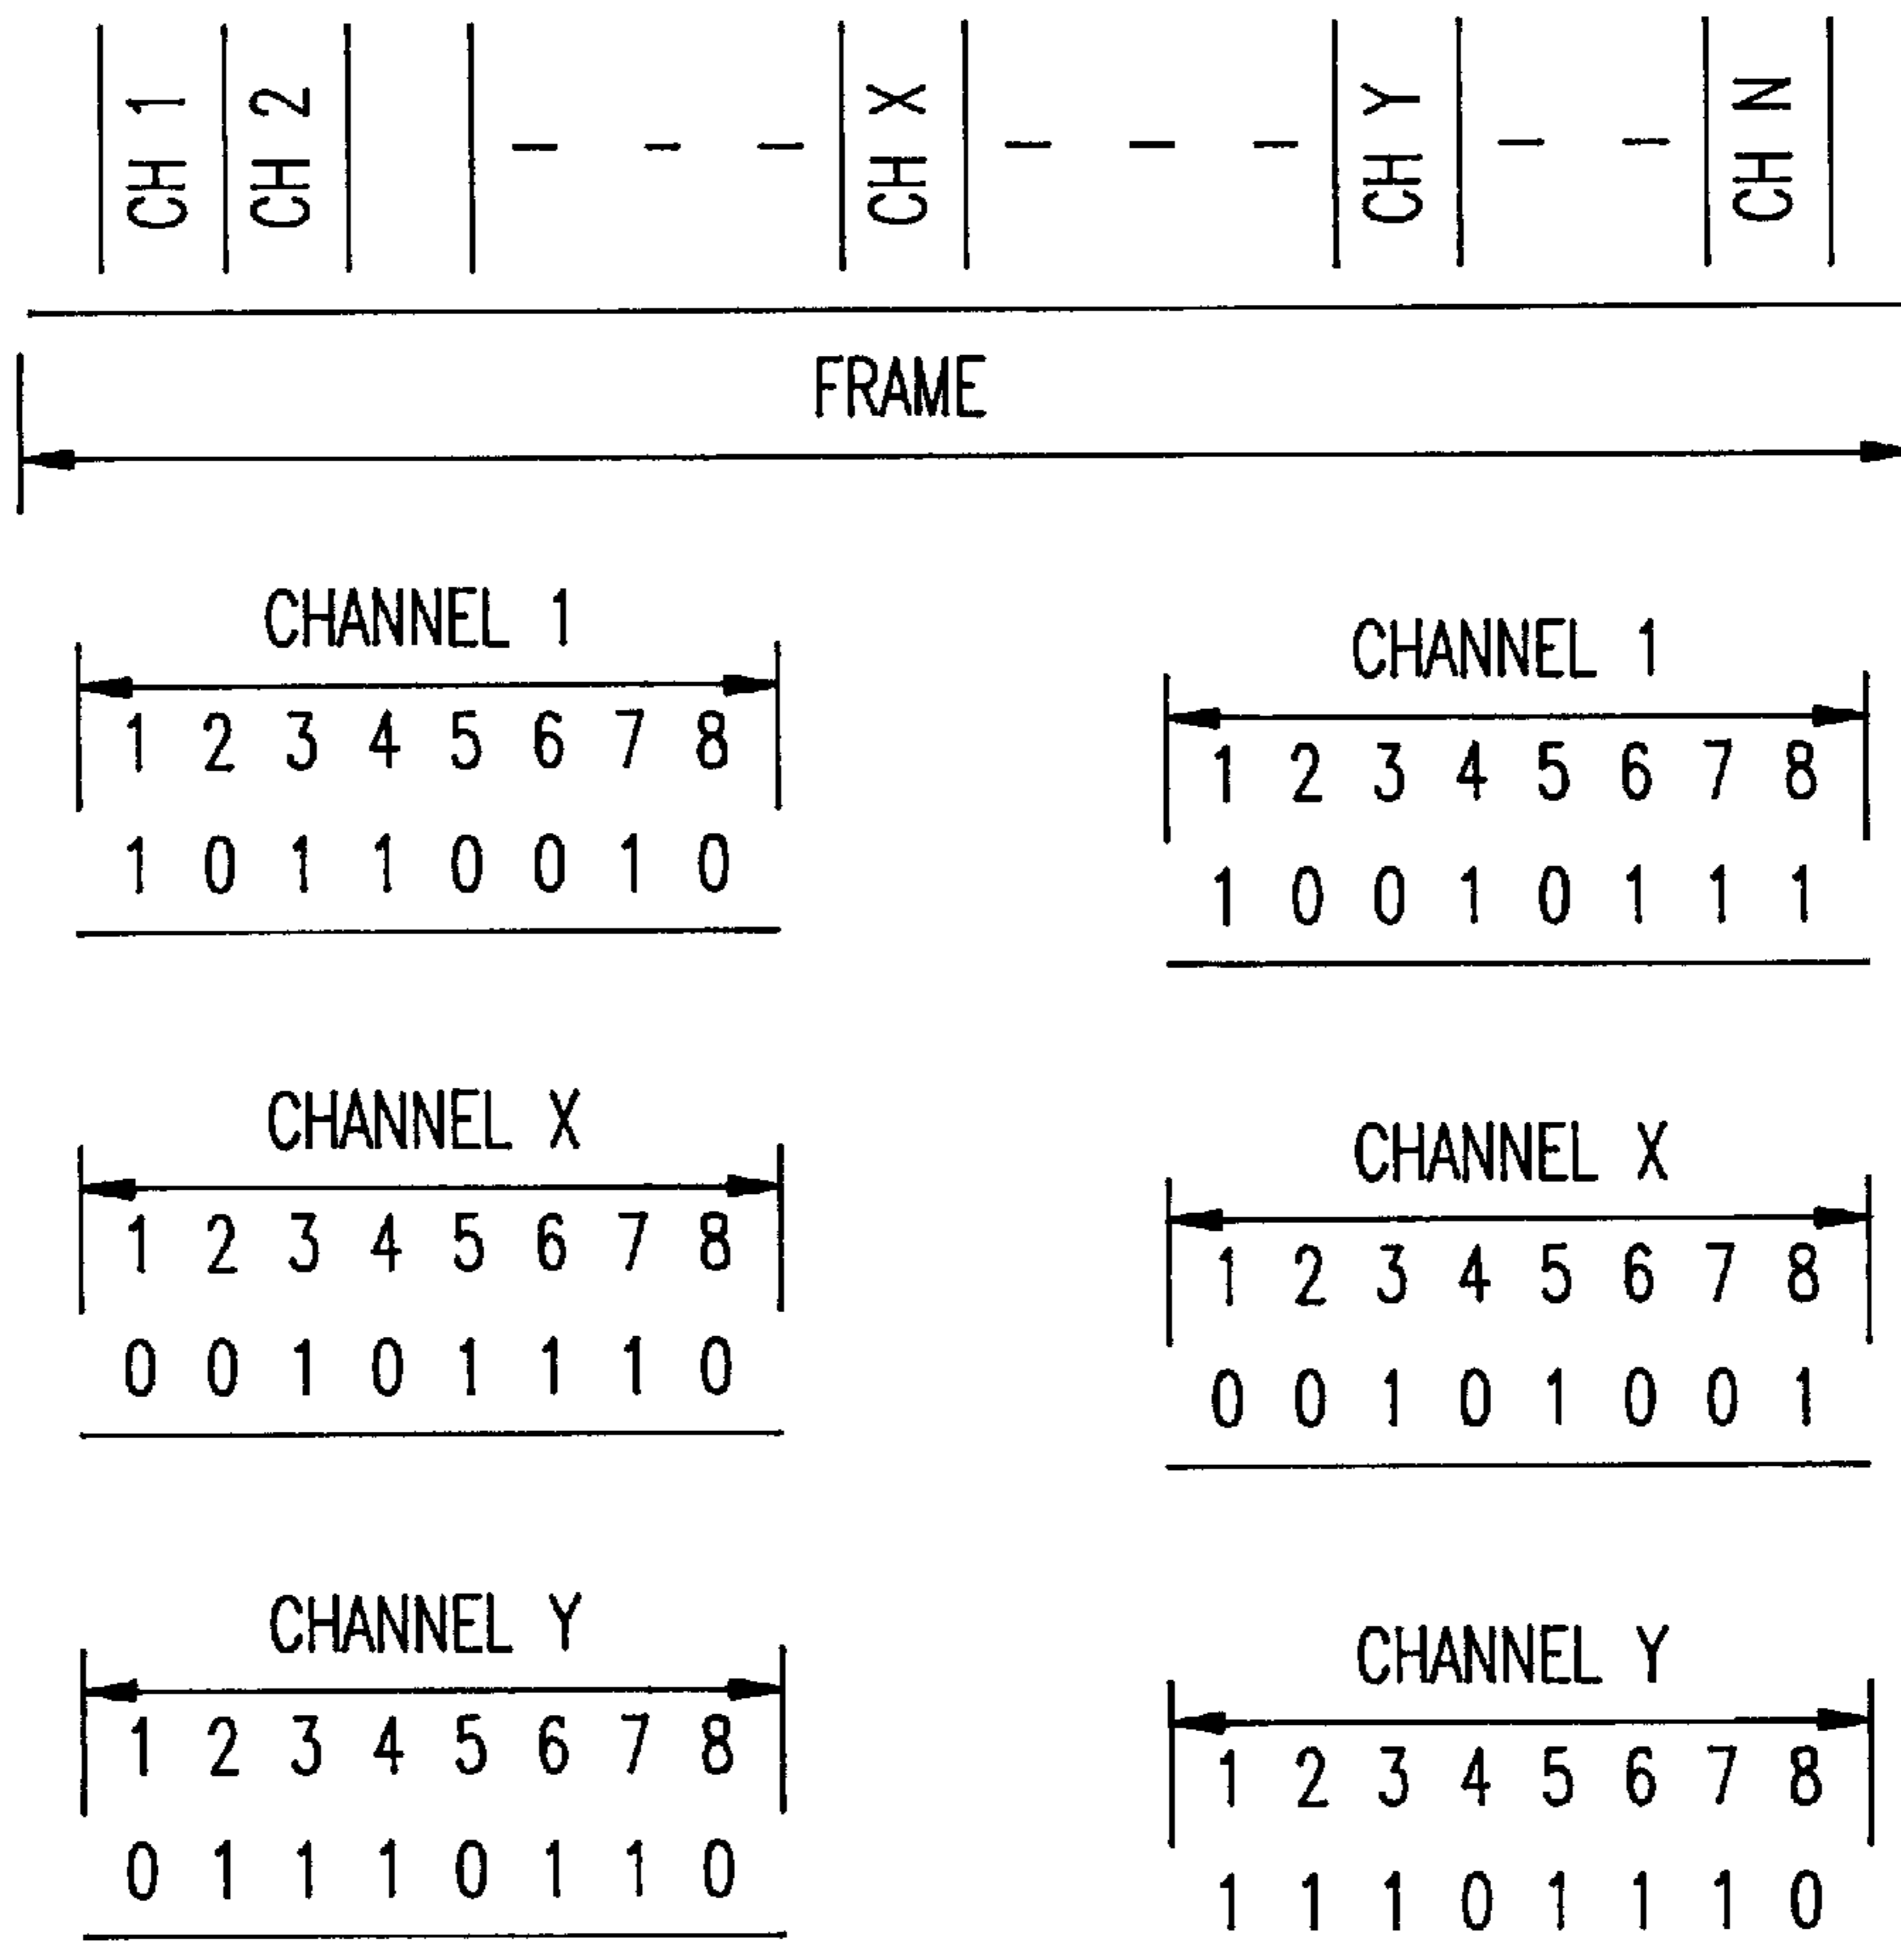 CH 1 CH 2 - - - CH X - - - CH Y - - CH N
FRAME
CHANNEL 1
1 2 3 4 5 6 7 8
1 0 1 1 0 0 1 0
CHANNEL 1
1 2 3 4 5 6 7 8
1 0 0 1 0 1 1 1
CHANNEL X
1 2 3 4 5 6 7 8
0 0 1 0 1 1 1 0
CHANNEL X
1 2 3 4 5 6 7 8
0 0 1 0 1 0 0 1
CHANNEL Y
1 2 3 4 5 6 7 8
0 1 1 1 0 1 1 0
CHANNEL Y
1 2 3 4 5 6 7 8
1 1 1 0 1 1 1 0